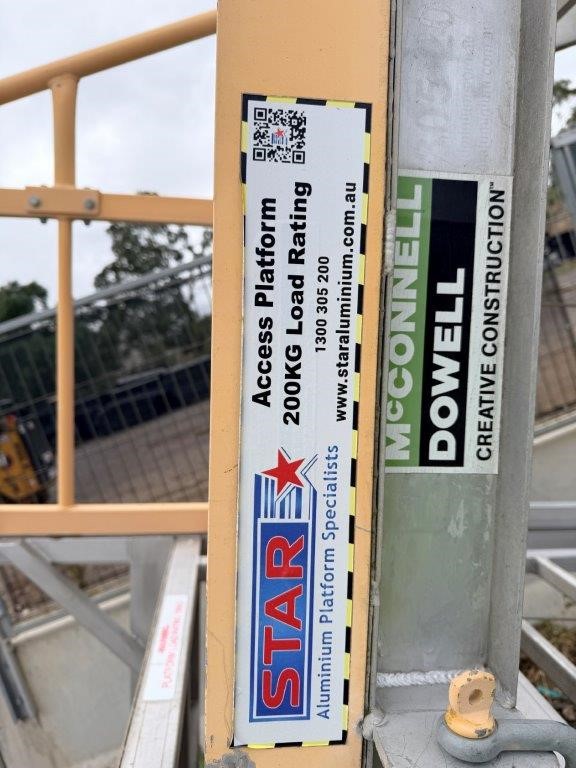 Access Platform
200KG Load Rating
1300 305 200
www.staraluminium.com.au
STAR
Aluminium Platform Specialists
McCONNELL
DOWELL
CREATIVE CONSTRUCTION™